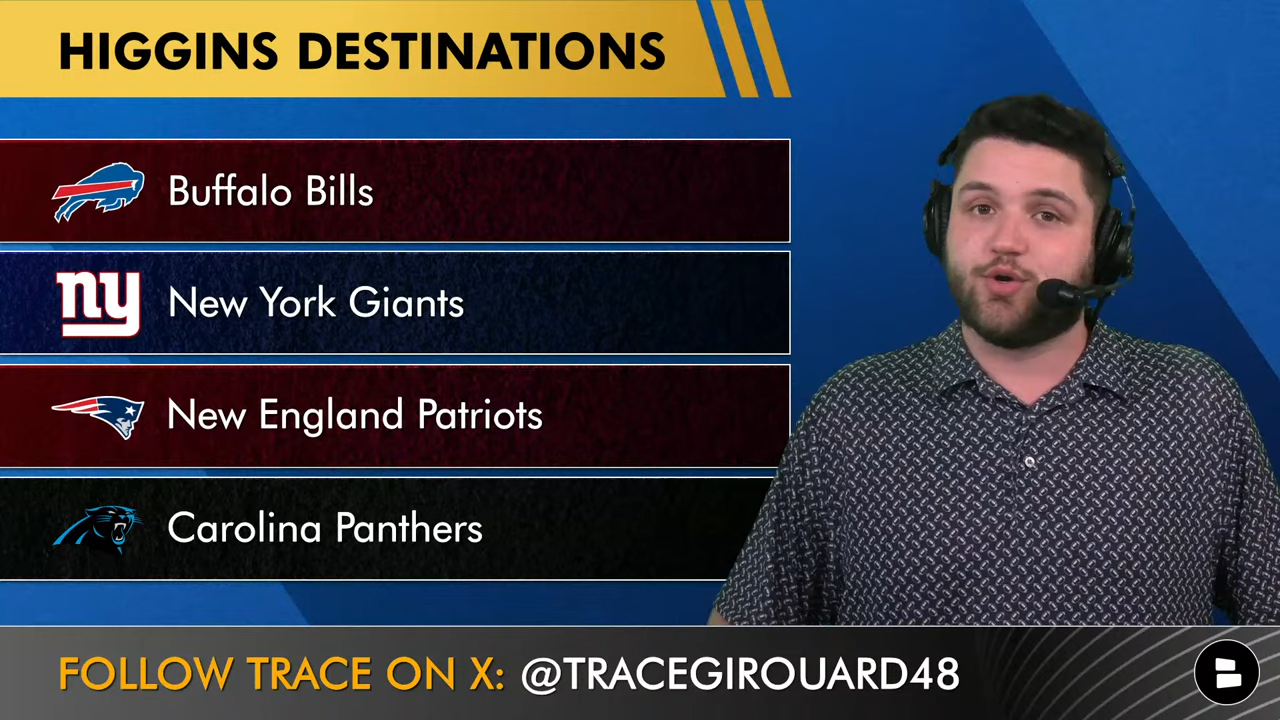 HIGGINS DESTINATIONS
Buffalo Bills
ny New York Giants
New England Patriots
Carolina Panthers
FOLLOW TRACE ON X: @TRACEGIROUARD48